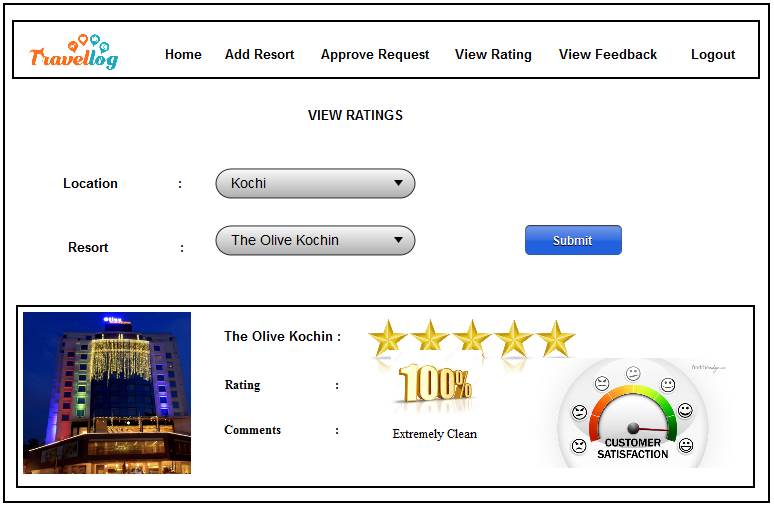 Travellog
Home Add Resort Approve Request View Rating View Feedback Logout
VIEW RATINGS
Location : Kochi
Resort : The Olive Kochin Submit
The Olive Kochin :
Rating : 100%
Comments : Extremely Clean
CUSTOMER
SATISFACTION